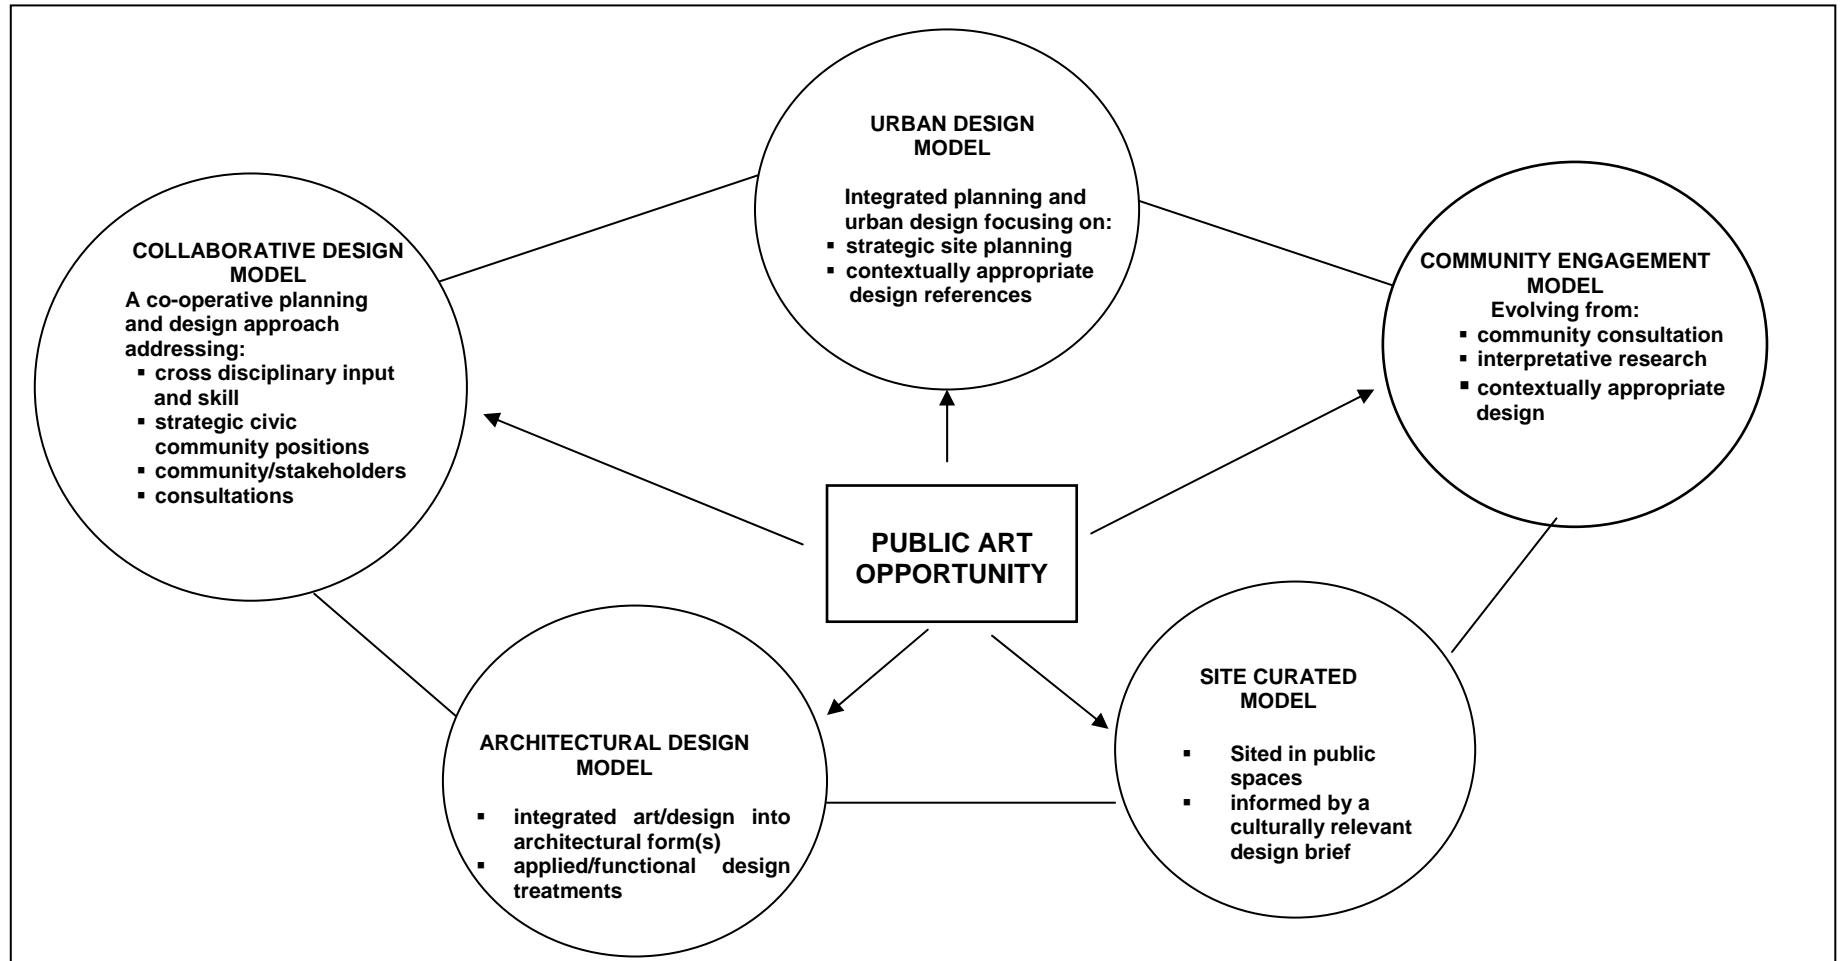 URBAN DESIGN
MODEL
Integrated planning and
urban design focusing on:
▪ strategic site planning
▪ contextually appropriate
design references
COLLABORATIVE DESIGN
MODEL
A co-operative planning
and design approach
addressing:
▪ cross disciplinary input
and skill
▪ strategic civic
community positions
▪ community/stakeholders
▪ consultations
COMMUNITY ENGAGEMENT
MODEL
Evolving from:
▪ community consultation
▪ interpretative research
▪ contextually appropriate
design
PUBLIC ART
OPPORTUNITY
ARCHITECTURAL DESIGN
MODEL
▪ integrated art/design into
architectural form(s)
▪ applied/functional design
treatments
SITE CURATED
MODEL
▪ Sited in public
spaces
▪ informed by a
culturally relevant
design brief